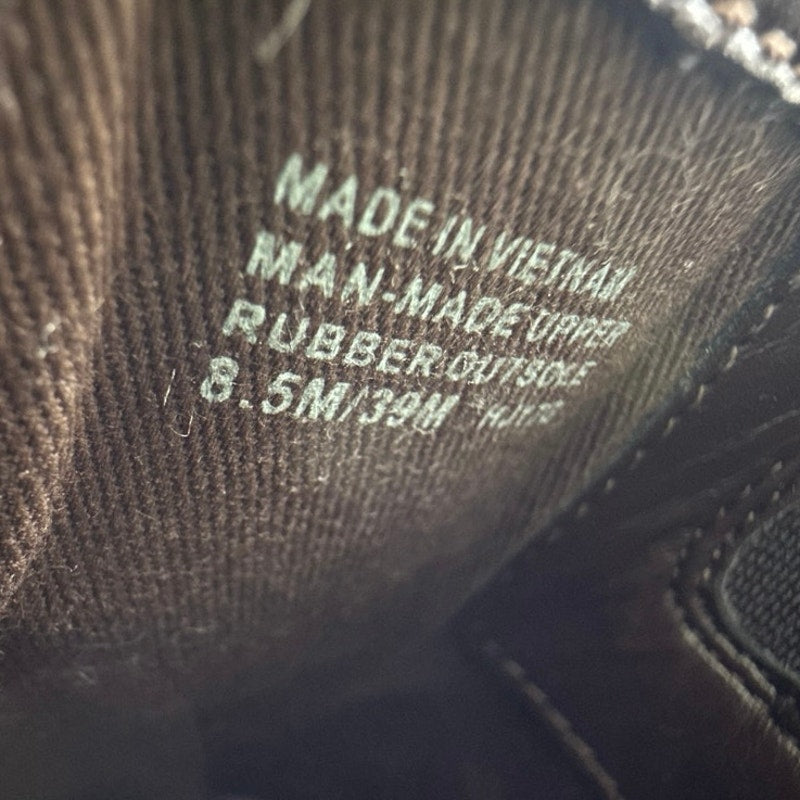 MADE IN VIETNAM
MAN-MADE UPPER
RUBBER OUTSOLE
8.5M/39M